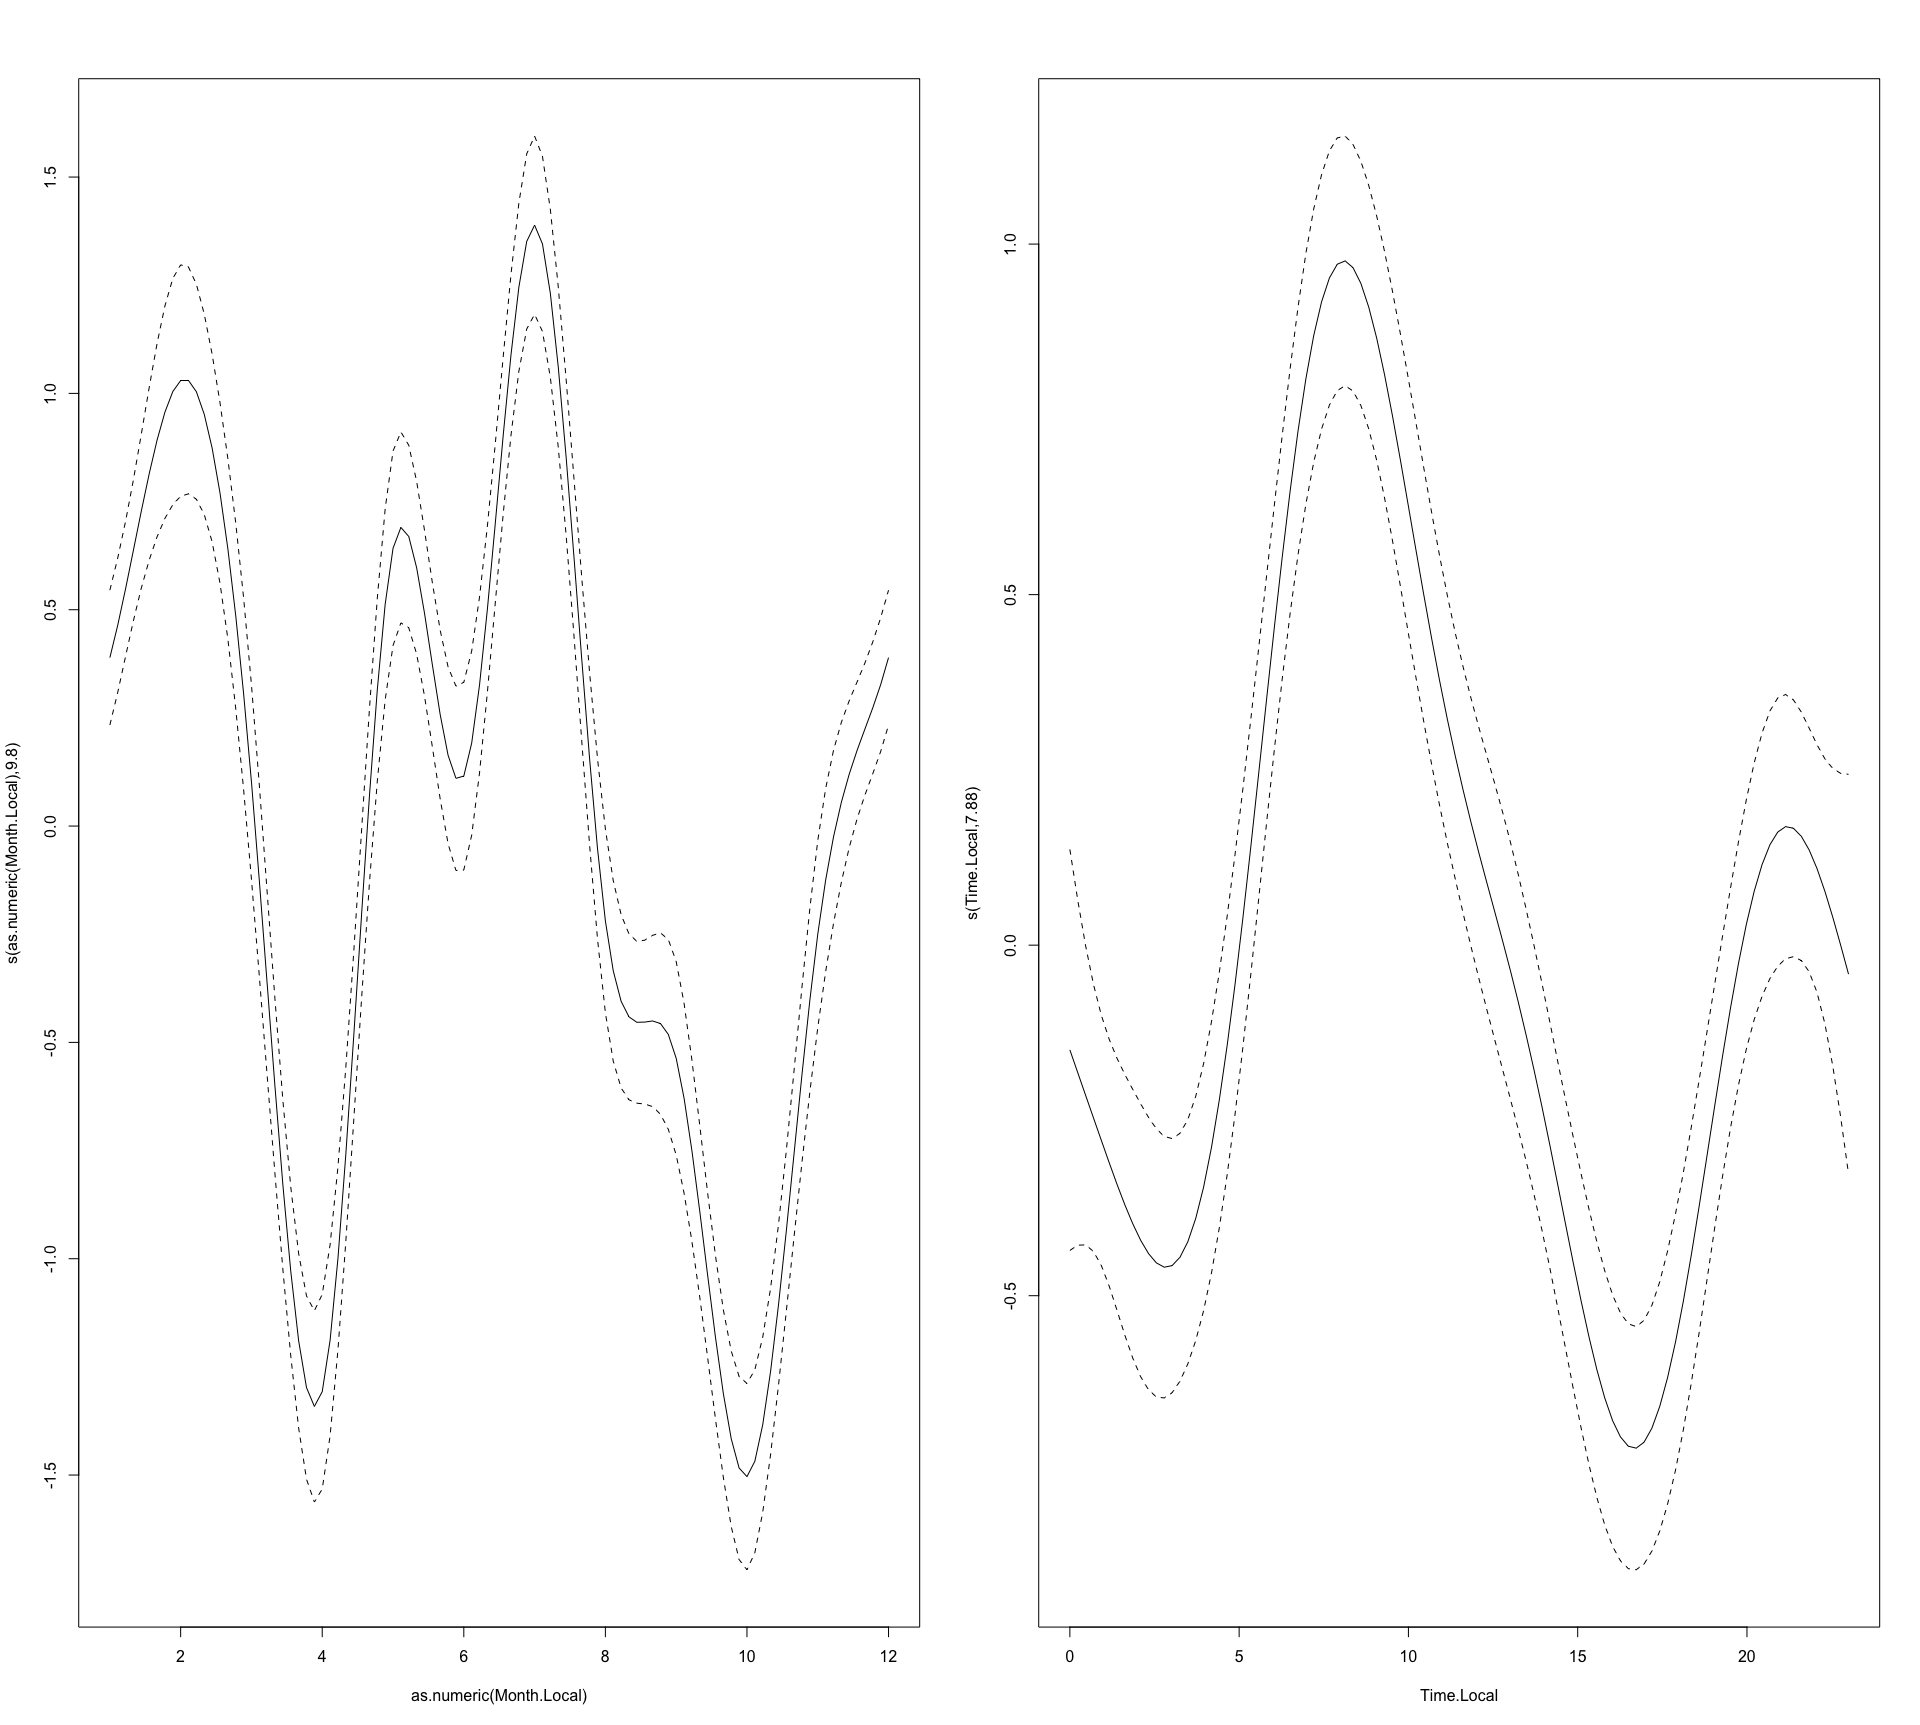 s(as.numeric(Month.Local),9.8)
1.5
1.0
0.5
0.0
-0.5
-1.0
-1.5
2 4 6 8 10 12
as.numeric(Month.Local)
s(Time.Local,7.88)
1.0
0.5
0.0
-0.5
0 5 10 15 20
Time.Local